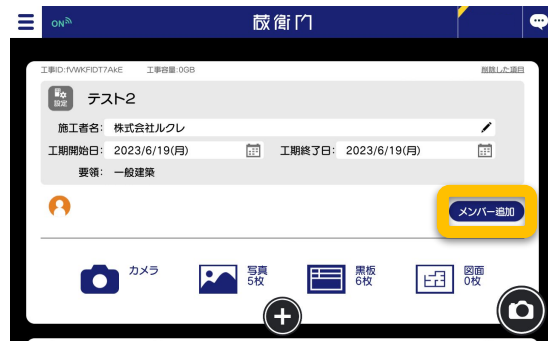 ON
蔵衛門
工事ID:fVWKFIDT7AkE 工事容量:0GB 削除した項目
設定 テスト2
施工者名: 株式会社ルクレ
工期開始日: 2023/6/19(月) 工期終了日: 2023/6/19(月)
要領: 一般建築
メンバー追加
カメラ
写真
5枚
黒板
6枚
図面
0枚